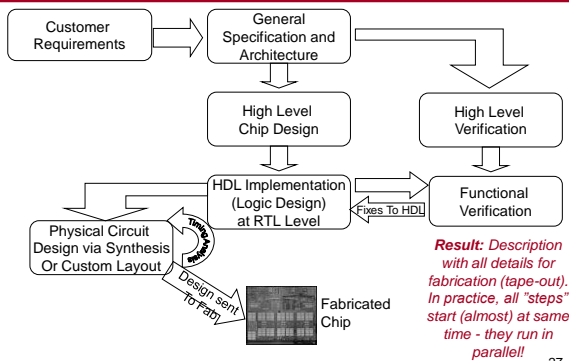 Customer
Requirements
General
Specification and
Architecture
High Level
Chip Design
High Level
Verification
HDL Implementation
(Logic Design)
at RTL Level
Fixes To HDL
Functional
Verification
Timing Analysis
Physical Circuit
Design via Synthesis
Or Custom Layout
Design sent
To Fab
Fabricated
Chip
Result: Description
with all details for
fabrication (tape-out).
In practice, all "steps"
start (almost) at same
time - they run in
parallel!
27